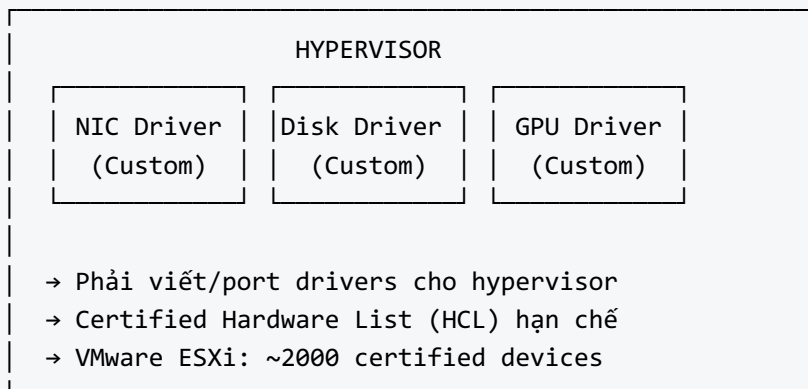 HYPERVISOR
NIC Driver Disk Driver GPU Driver
(Custom) (Custom) (Custom)
→ Phải viết/port drivers cho hypervisor
→ Certified Hardware List (HCL) hạn chế
→ VMware ESXi: ~2000 certified devices